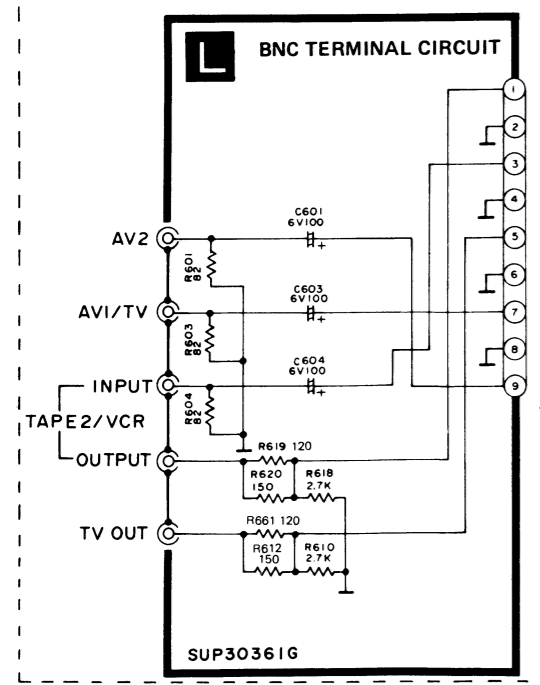 L
BNC TERMINAL CIRCUIT
1
2
3
4
5
6
7
8
9
C601
6V100
+
AV2
R601
82
C603
6V100
+
AV1/TV
R603
82
C604
6V100
+
INPUT
R604
82
TAPE2/VCR
OUTPUT
R619 120
R620
150
R618
2.7K
TV OUT
R661 120
R612
150
R610
2.7K
SUP30361G